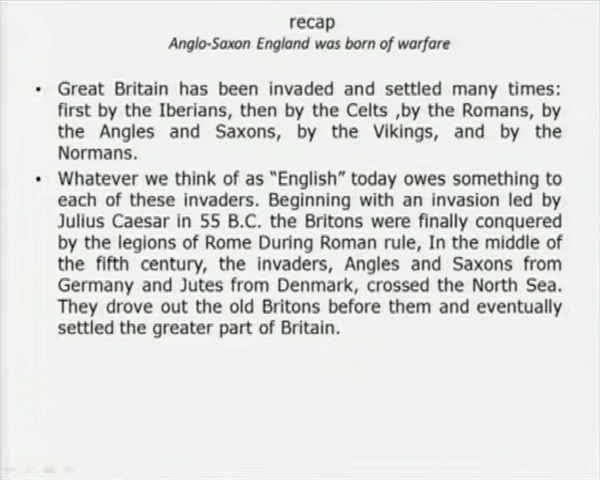 recap
Anglo-Saxon England was born of warfare
• Great Britain has been invaded and settled many times:
first by the Iberians, then by the Celts ,by the Romans, by
the Angles and Saxons, by the Vikings, and by the
Normans.
• Whatever we think of as “English” today owes something to
each of these invaders. Beginning with an invasion led by
Julius Caesar in 55 B.C. the Britons were finally conquered
by the legions of Rome During Roman rule, In the middle of
the fifth century, the invaders, Angles and Saxons from
Germany and Jutes from Denmark, crossed the North Sea.
They drove out the old Britons before them and eventually
settled the greater part of Britain.